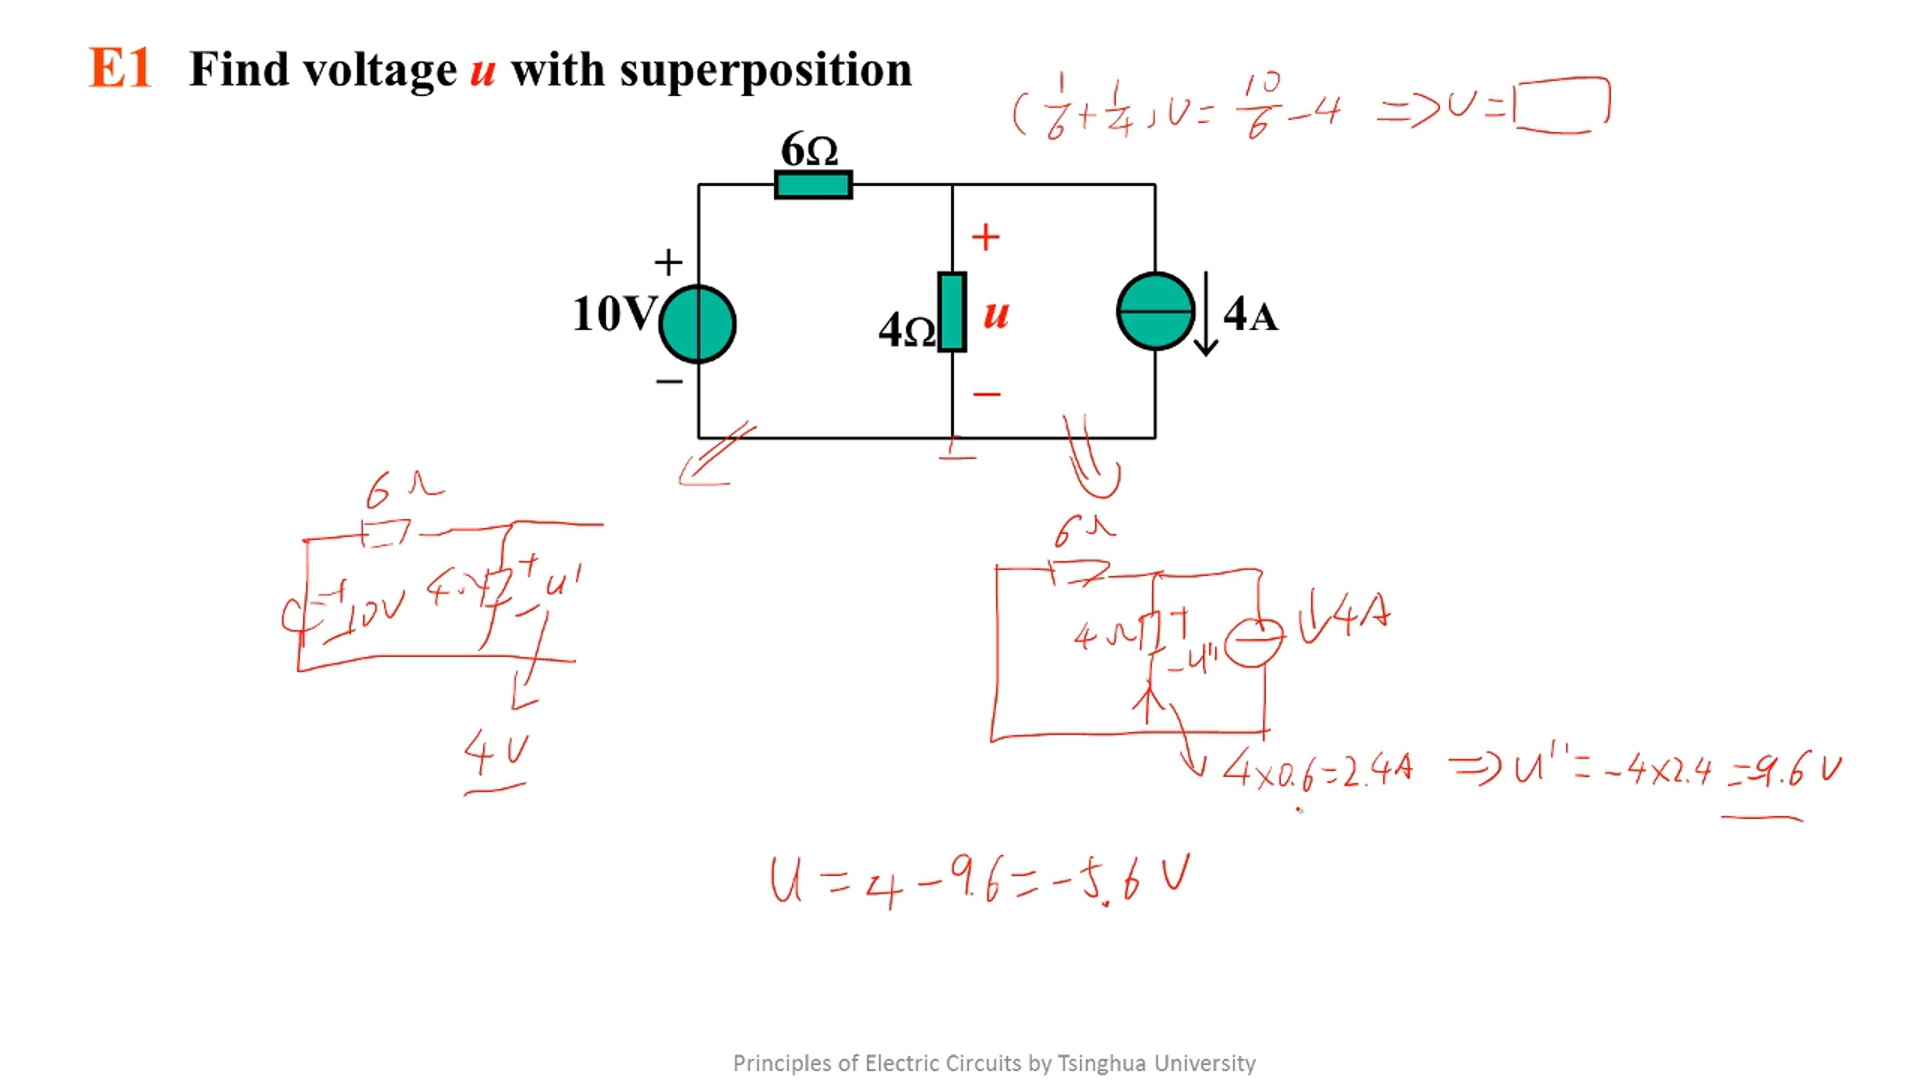 E1 Find voltage u with superposition
(1/6 + 1/4) U = 10/6 - 4 => U =
6Ω
+
10V
−
4Ω
+
u
−
4A
6Ω
+
10V
4Ω
+
u'
−
4V
6Ω
4Ω
+
−u''
↓4A
4×0.6=2.4A => u''= -4×2.4 =-9.6V
U = 4 - 9.6 = -5.6 V
Principles of Electric Circuits by Tsinghua University